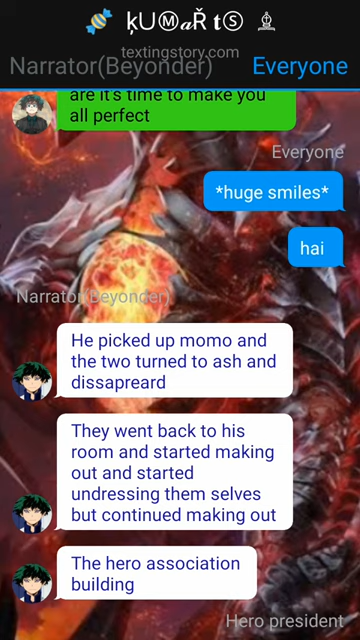 🍬 ķUⓂ𝓪Ř 𝐭Ⓢ ♗
textingstory.com
Narrator(Beyonder) Everyone
are it's time to make you
all perfect
Everyone
*huge smiles*
hai
Narrator(Beyonder)
He picked up momo and
the two turned to ash and
dissapreard
They went back to his
room and started making
out and started
undressing them selves
but continued making out
The hero association
building
Hero president